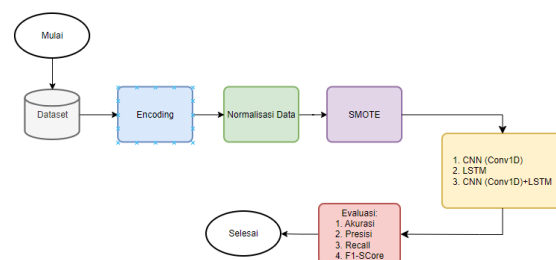 Mulai
Dataset
Encoding
Normalisasi Data
SMOTE
1. CNN (Conv1D)
2. LSTM
3. CNN (Conv1D)+LSTM
Evaluasi:
1. Akurasi
2. Presisi
3. Recall
4. F1-SCore
Selesai